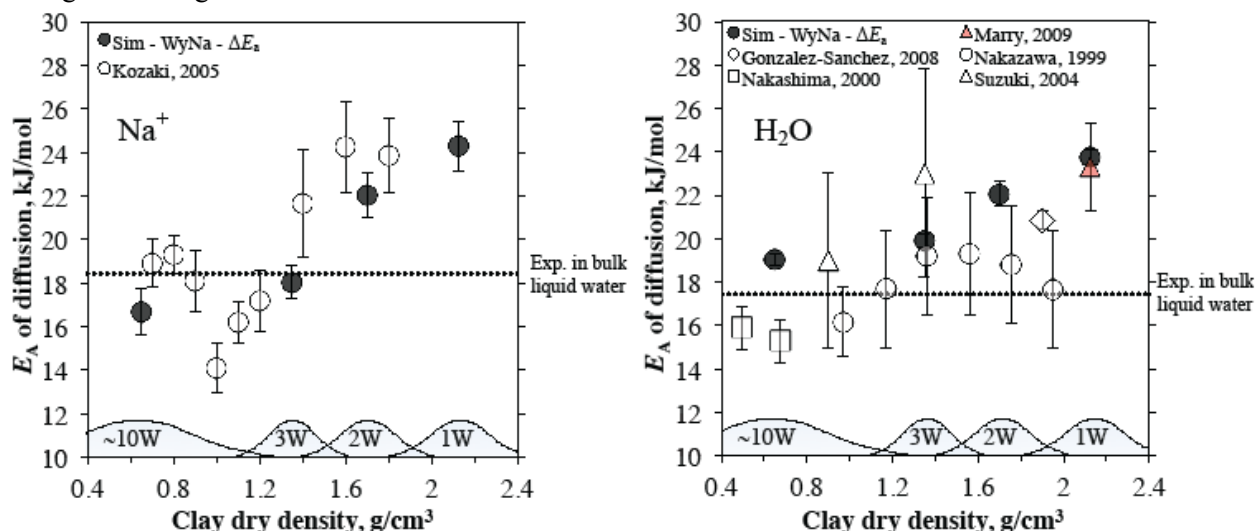 Sim - WyNa - ΔEₐ
Kozaki, 2005
Na⁺
E_A of diffusion, kJ/mol
30
28
26
24
22
20
18
16
14
12
10
Exp. in bulk
liquid water
~10W 3W 2W 1W
0.4 0.8 1.2 1.6 2 2.4
Clay dry density, g/cm³
Sim - WyNa - ΔEₐ Marry, 2009
Gonzalez-Sanchez, 2008 Nakazawa, 1999
Nakashima, 2000 Suzuki, 2004
H₂O
E_A of diffusion, kJ/mol
30
28
26
24
22
20
18
16
14
12
10
Exp. in bulk
liquid water
~10W 3W 2W 1W
0.4 0.8 1.2 1.6 2 2.4
Clay dry density, g/cm³